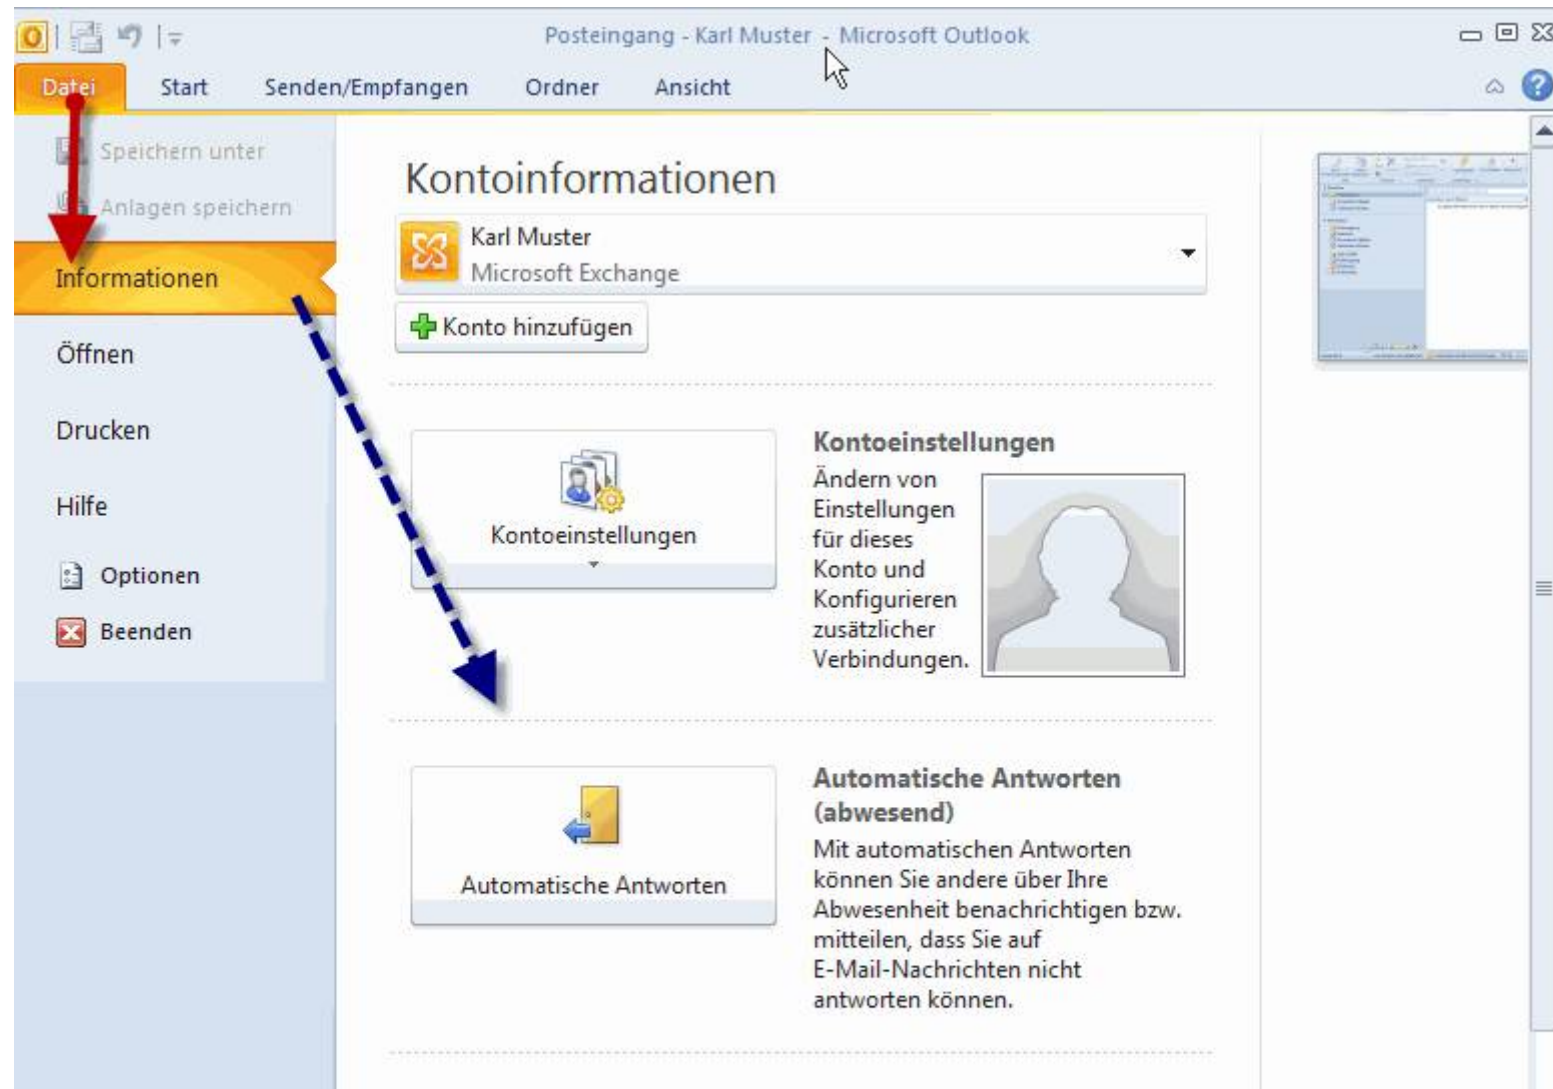 Posteingang - Karl Muster - Microsoft Outlook
Datei Start Senden/Empfangen Ordner Ansicht
Speichern unter
Anlagen speichern
Informationen
Öffnen
Drucken
Hilfe
Optionen
Beenden
Kontoinformationen
Karl Muster
Microsoft Exchange
Konto hinzufügen
Kontoeinstellungen
Kontoeinstellungen
Ändern von
Einstellungen
für dieses
Konto und
Konfigurieren
zusätzlicher
Verbindungen.
Automatische Antworten
Automatische Antworten
(abwesend)
Mit automatischen Antworten
können Sie andere über Ihre
Abwesenheit benachrichtigen bzw.
mitteilen, dass Sie auf
E-Mail-Nachrichten nicht
antworten können.